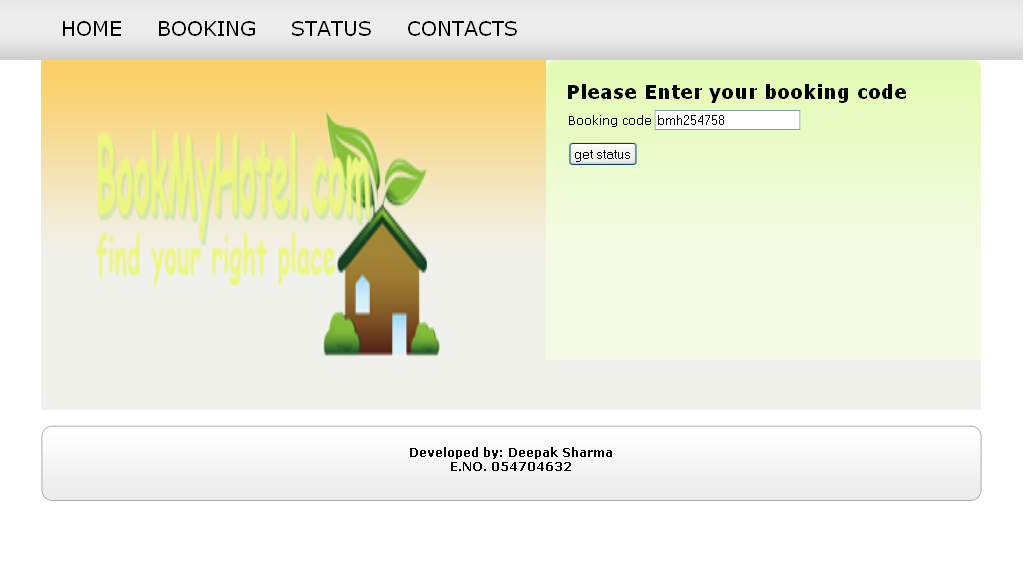 HOME BOOKING STATUS CONTACTS
BookMyHotel.com
find your right place
Please Enter your booking code
Booking code bmh254758
get status
Developed by: Deepak Sharma
E.NO. 054704632